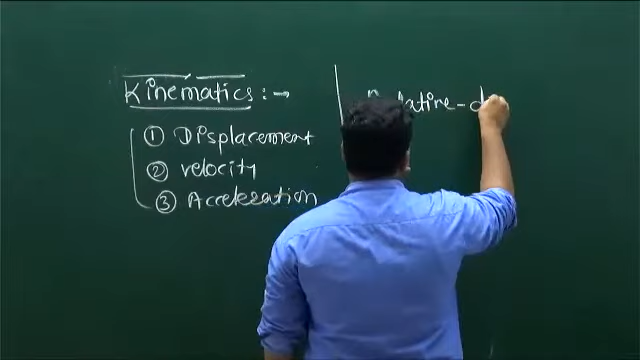 Kinematics :→
① Displacement
② velocity
③ Acceleration